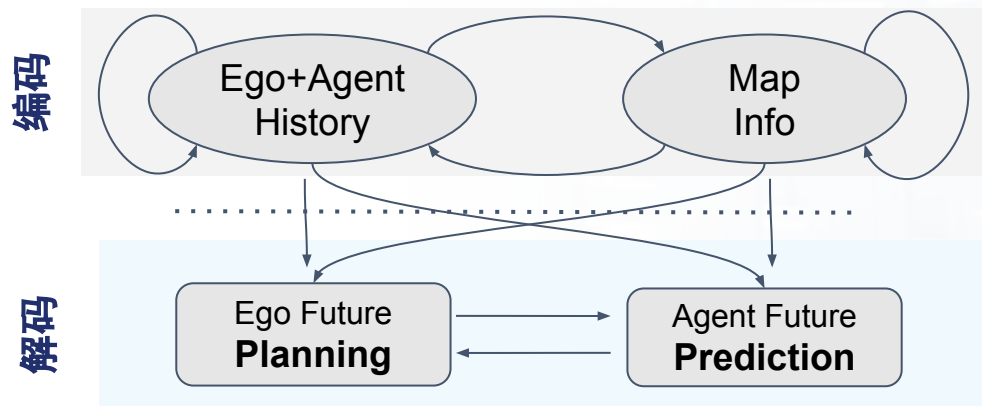 编码
Ego+Agent
History
Map
Info
解码
Ego Future
Planning
Agent Future
Prediction